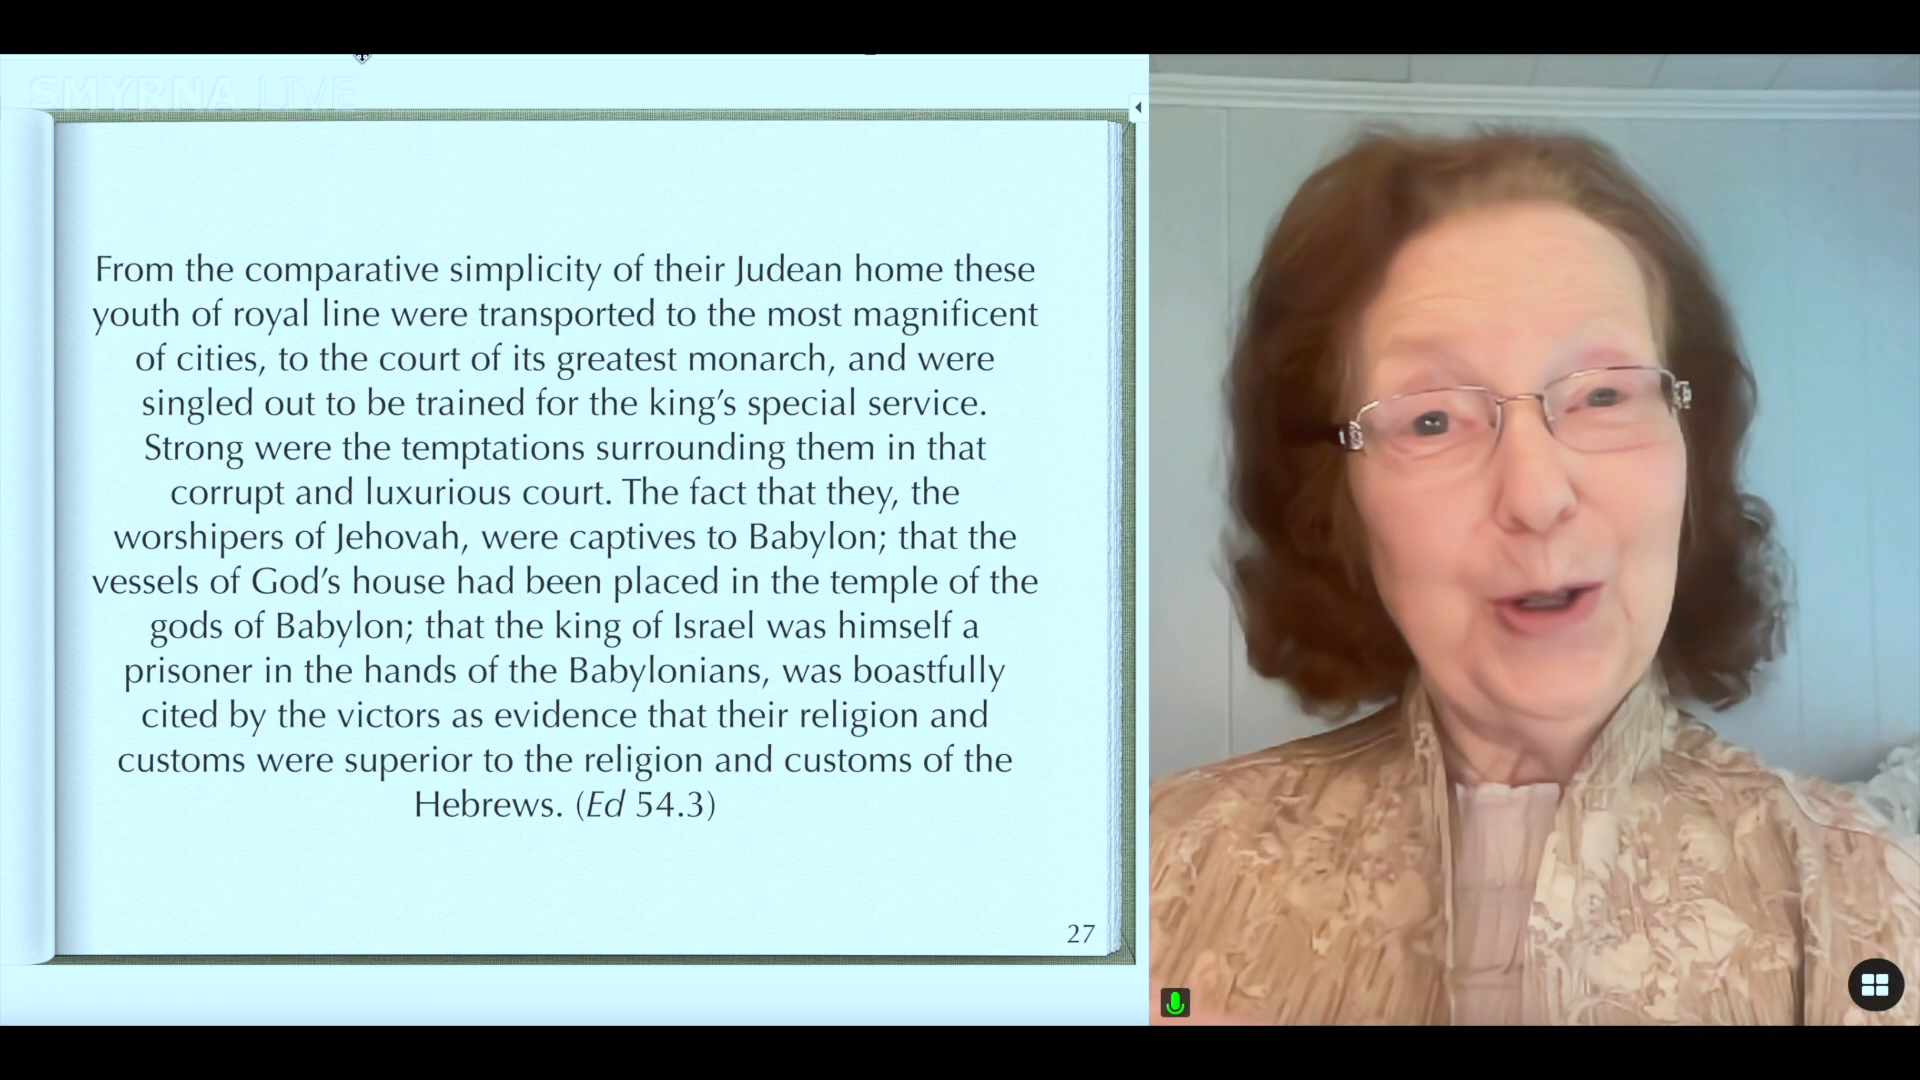 SMYRNA LIVE
From the comparative simplicity of their Judean home these
youth of royal line were transported to the most magnificent
of cities, to the court of its greatest monarch, and were
singled out to be trained for the king’s special service.
Strong were the temptations surrounding them in that
corrupt and luxurious court. The fact that they, the
worshipers of Jehovah, were captives to Babylon; that the
vessels of God’s house had been placed in the temple of the
gods of Babylon; that the king of Israel was himself a
prisoner in the hands of the Babylonians, was boastfully
cited by the victors as evidence that their religion and
customs were superior to the religion and customs of the
Hebrews. (Ed 54.3)
27